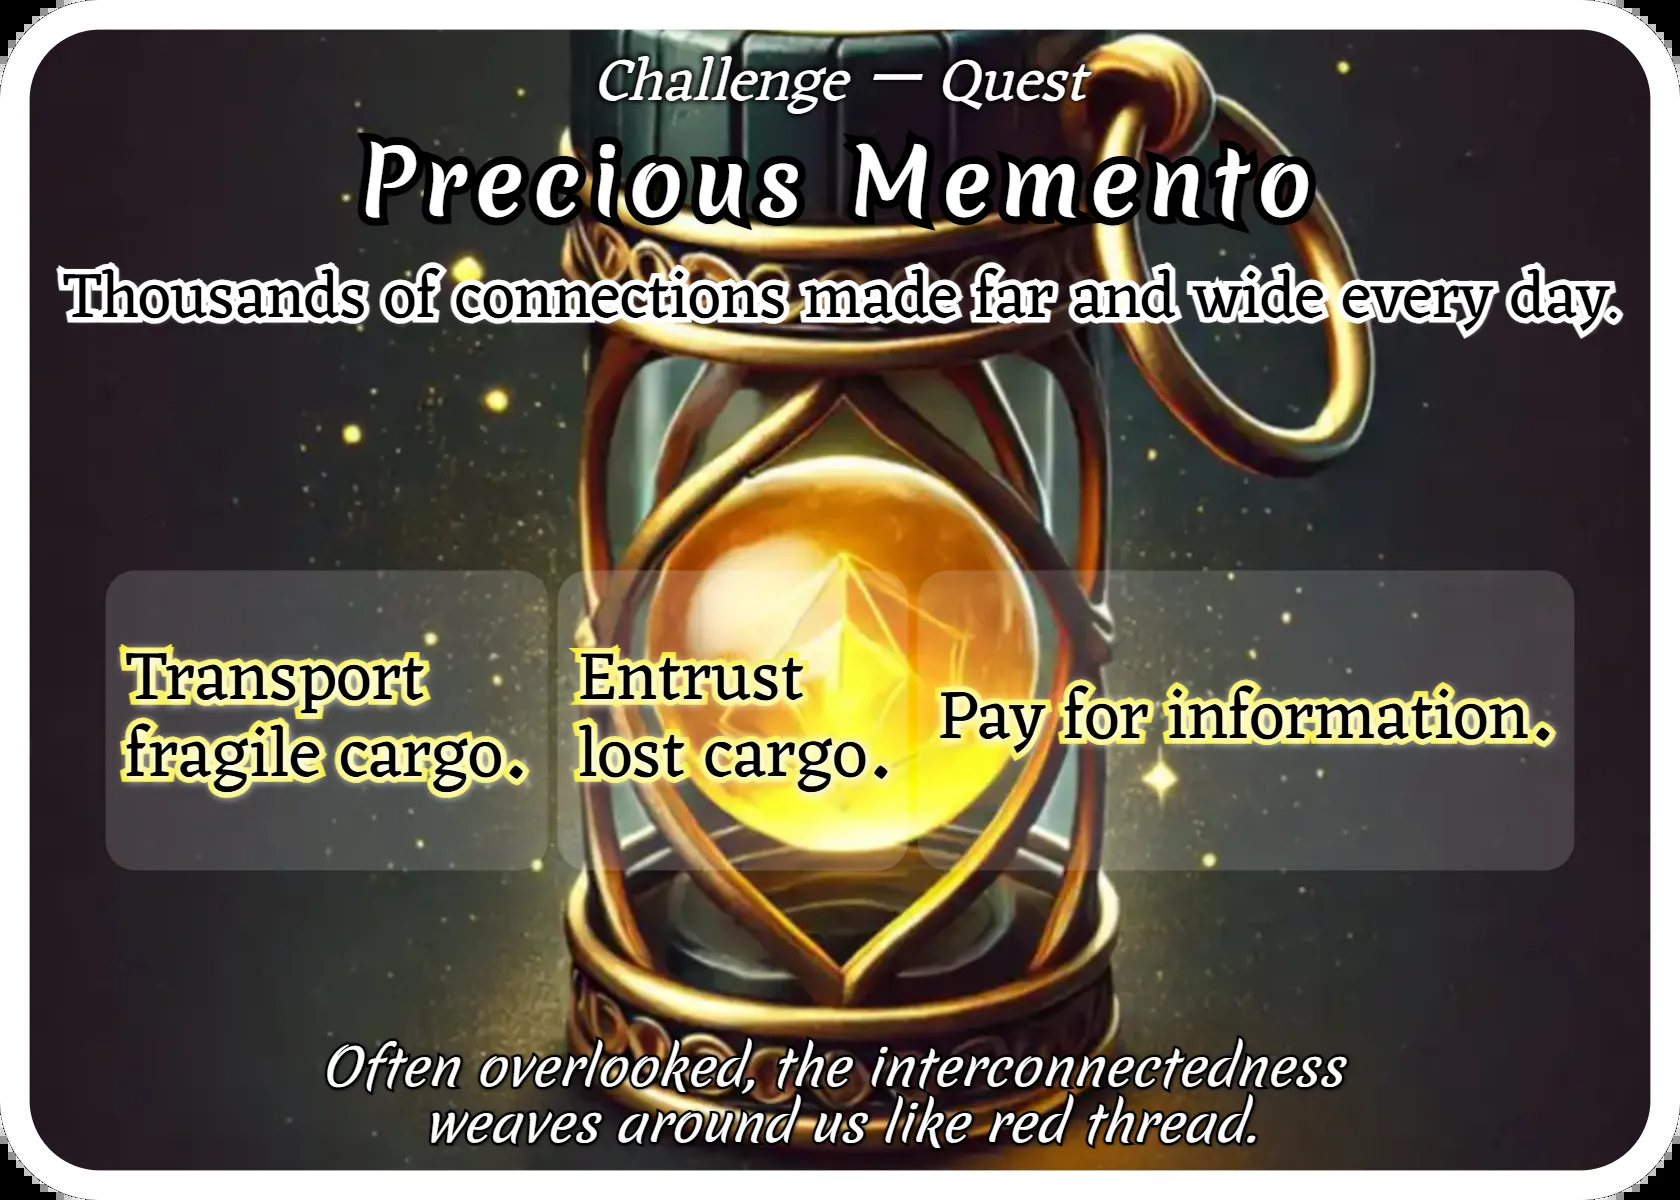 Challenge — Quest
Precious Memento
Thousands of connections made far and wide every day.
Transport
fragile cargo.
Entrust
lost cargo.
Pay for information.
Often overlooked, the interconnectedness
weaves around us like red thread.